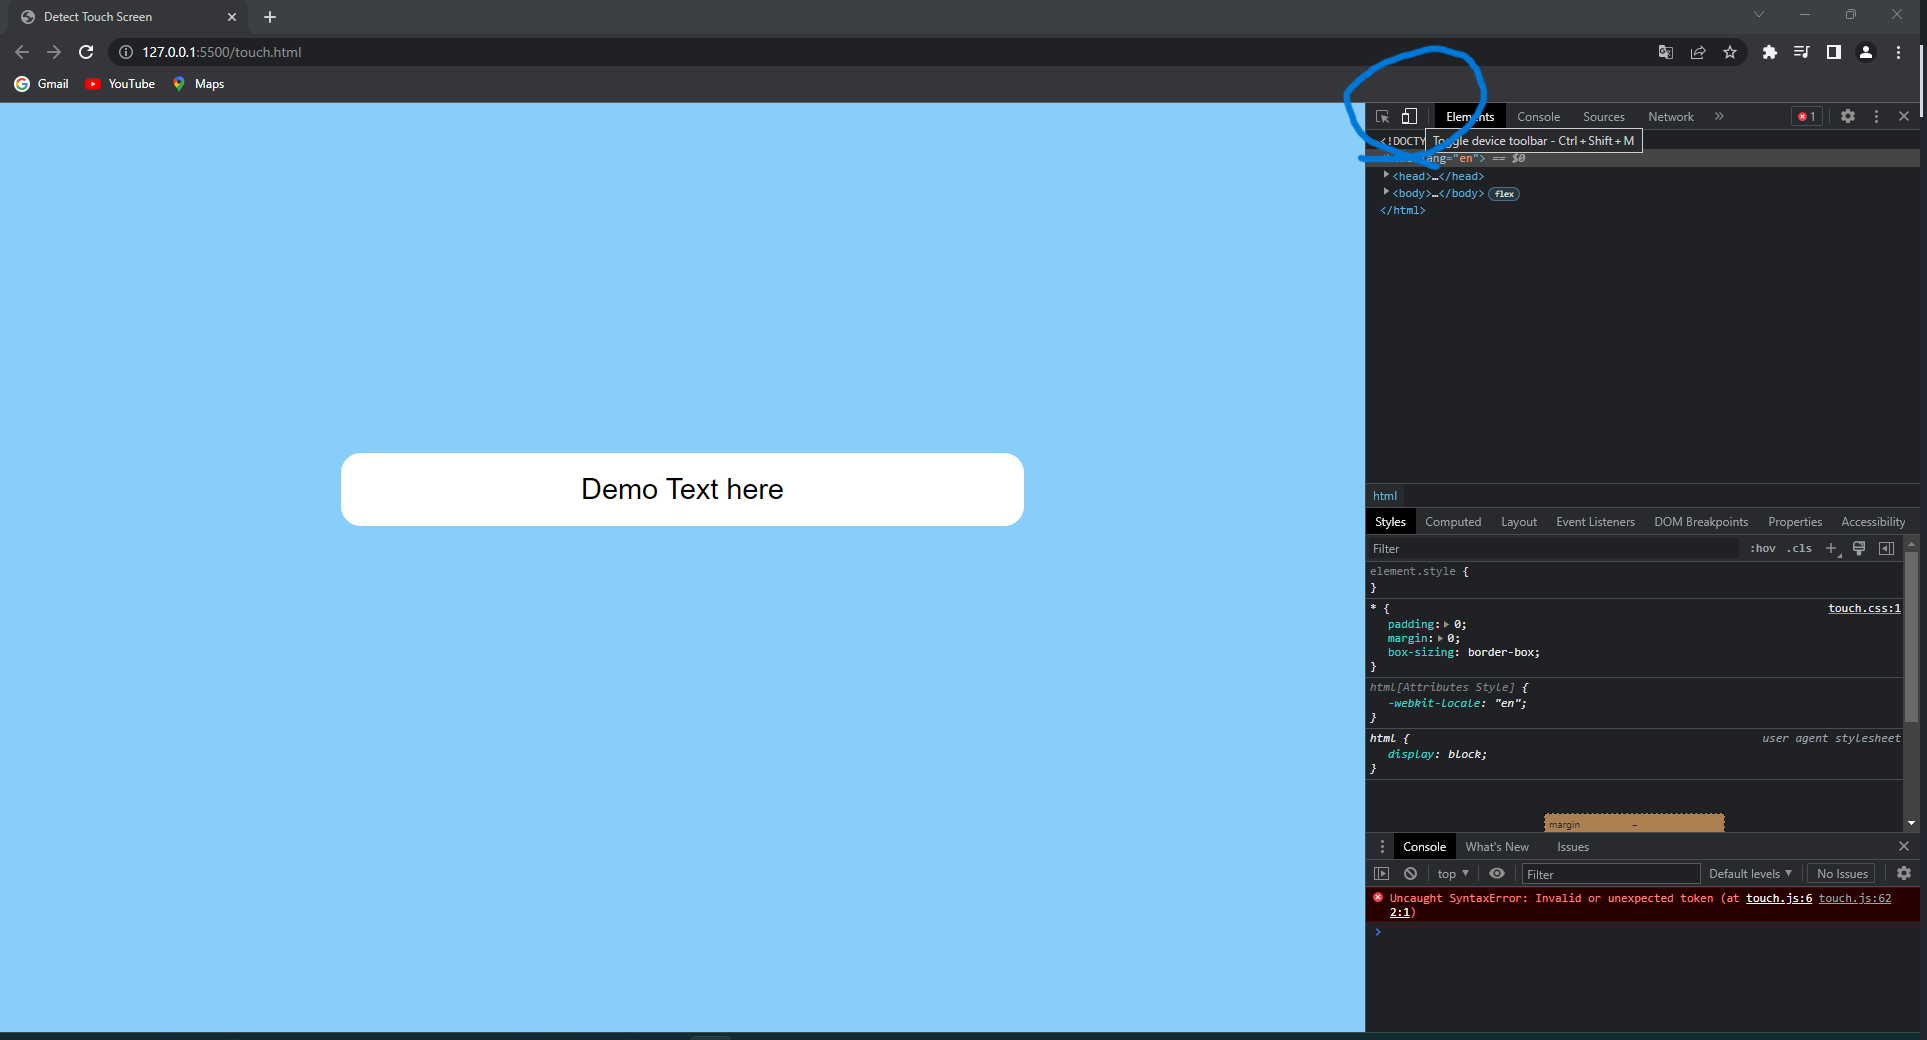 Detect Touch Screen
127.0.0.1:5500/touch.html
Gmail YouTube Maps
Elements Console Sources Network » 1
<!DOCTY Toggle device toolbar - Ctrl + Shift + M
lang="en"> == $0
<head>…</head>
<body>…</body> flex
</html>
Demo Text here
html
Styles Computed Layout Event Listeners DOM Breakpoints Properties Accessibility
Filter :hov .cls +
element.style {
}
* { touch.css:1
padding: 0;
margin: 0;
box-sizing: border-box;
}
html[Attributes Style] {
-webkit-locale: "en";
}
html { user agent stylesheet
display: block;
}
margin –
Console What's New Issues
top Filter Default levels No Issues
Uncaught SyntaxError: Invalid or unexpected token (at touch.js:6 touch.js:62
2:1)